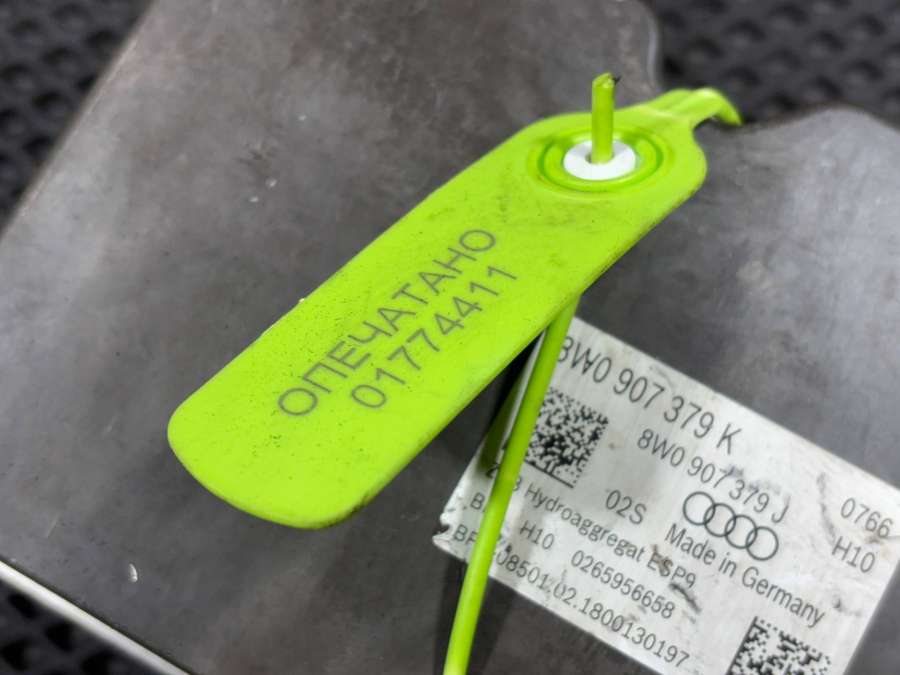 ОПЕЧАТАНО
01774411
8W0 907 379 K
8W0 907 379 J
0766
02S
H10
Hydroaggregat ESP9
Made in Germany
H10 0265956658
08501.02.1800130197